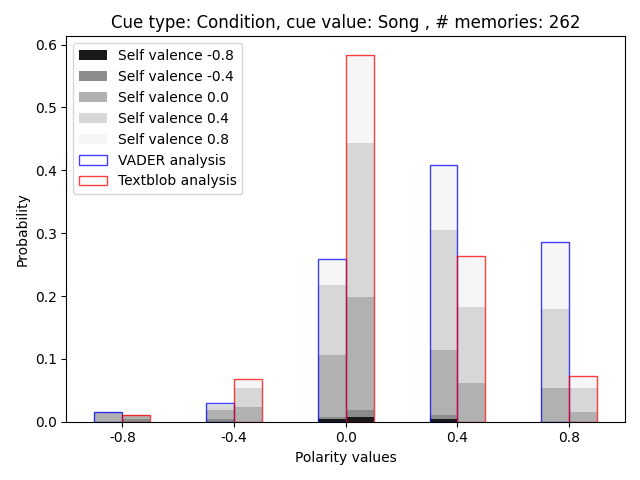 Cue type: Condition, cue value: Song , # memories: 262
0.6
0.5
0.4
0.3
0.2
0.1
0.0
Probability
Self valence -0.8
Self valence -0.4
Self valence 0.0
Self valence 0.4
Self valence 0.8
VADER analysis
Textblob analysis
-0.8 -0.4 0.0 0.4 0.8
Polarity values